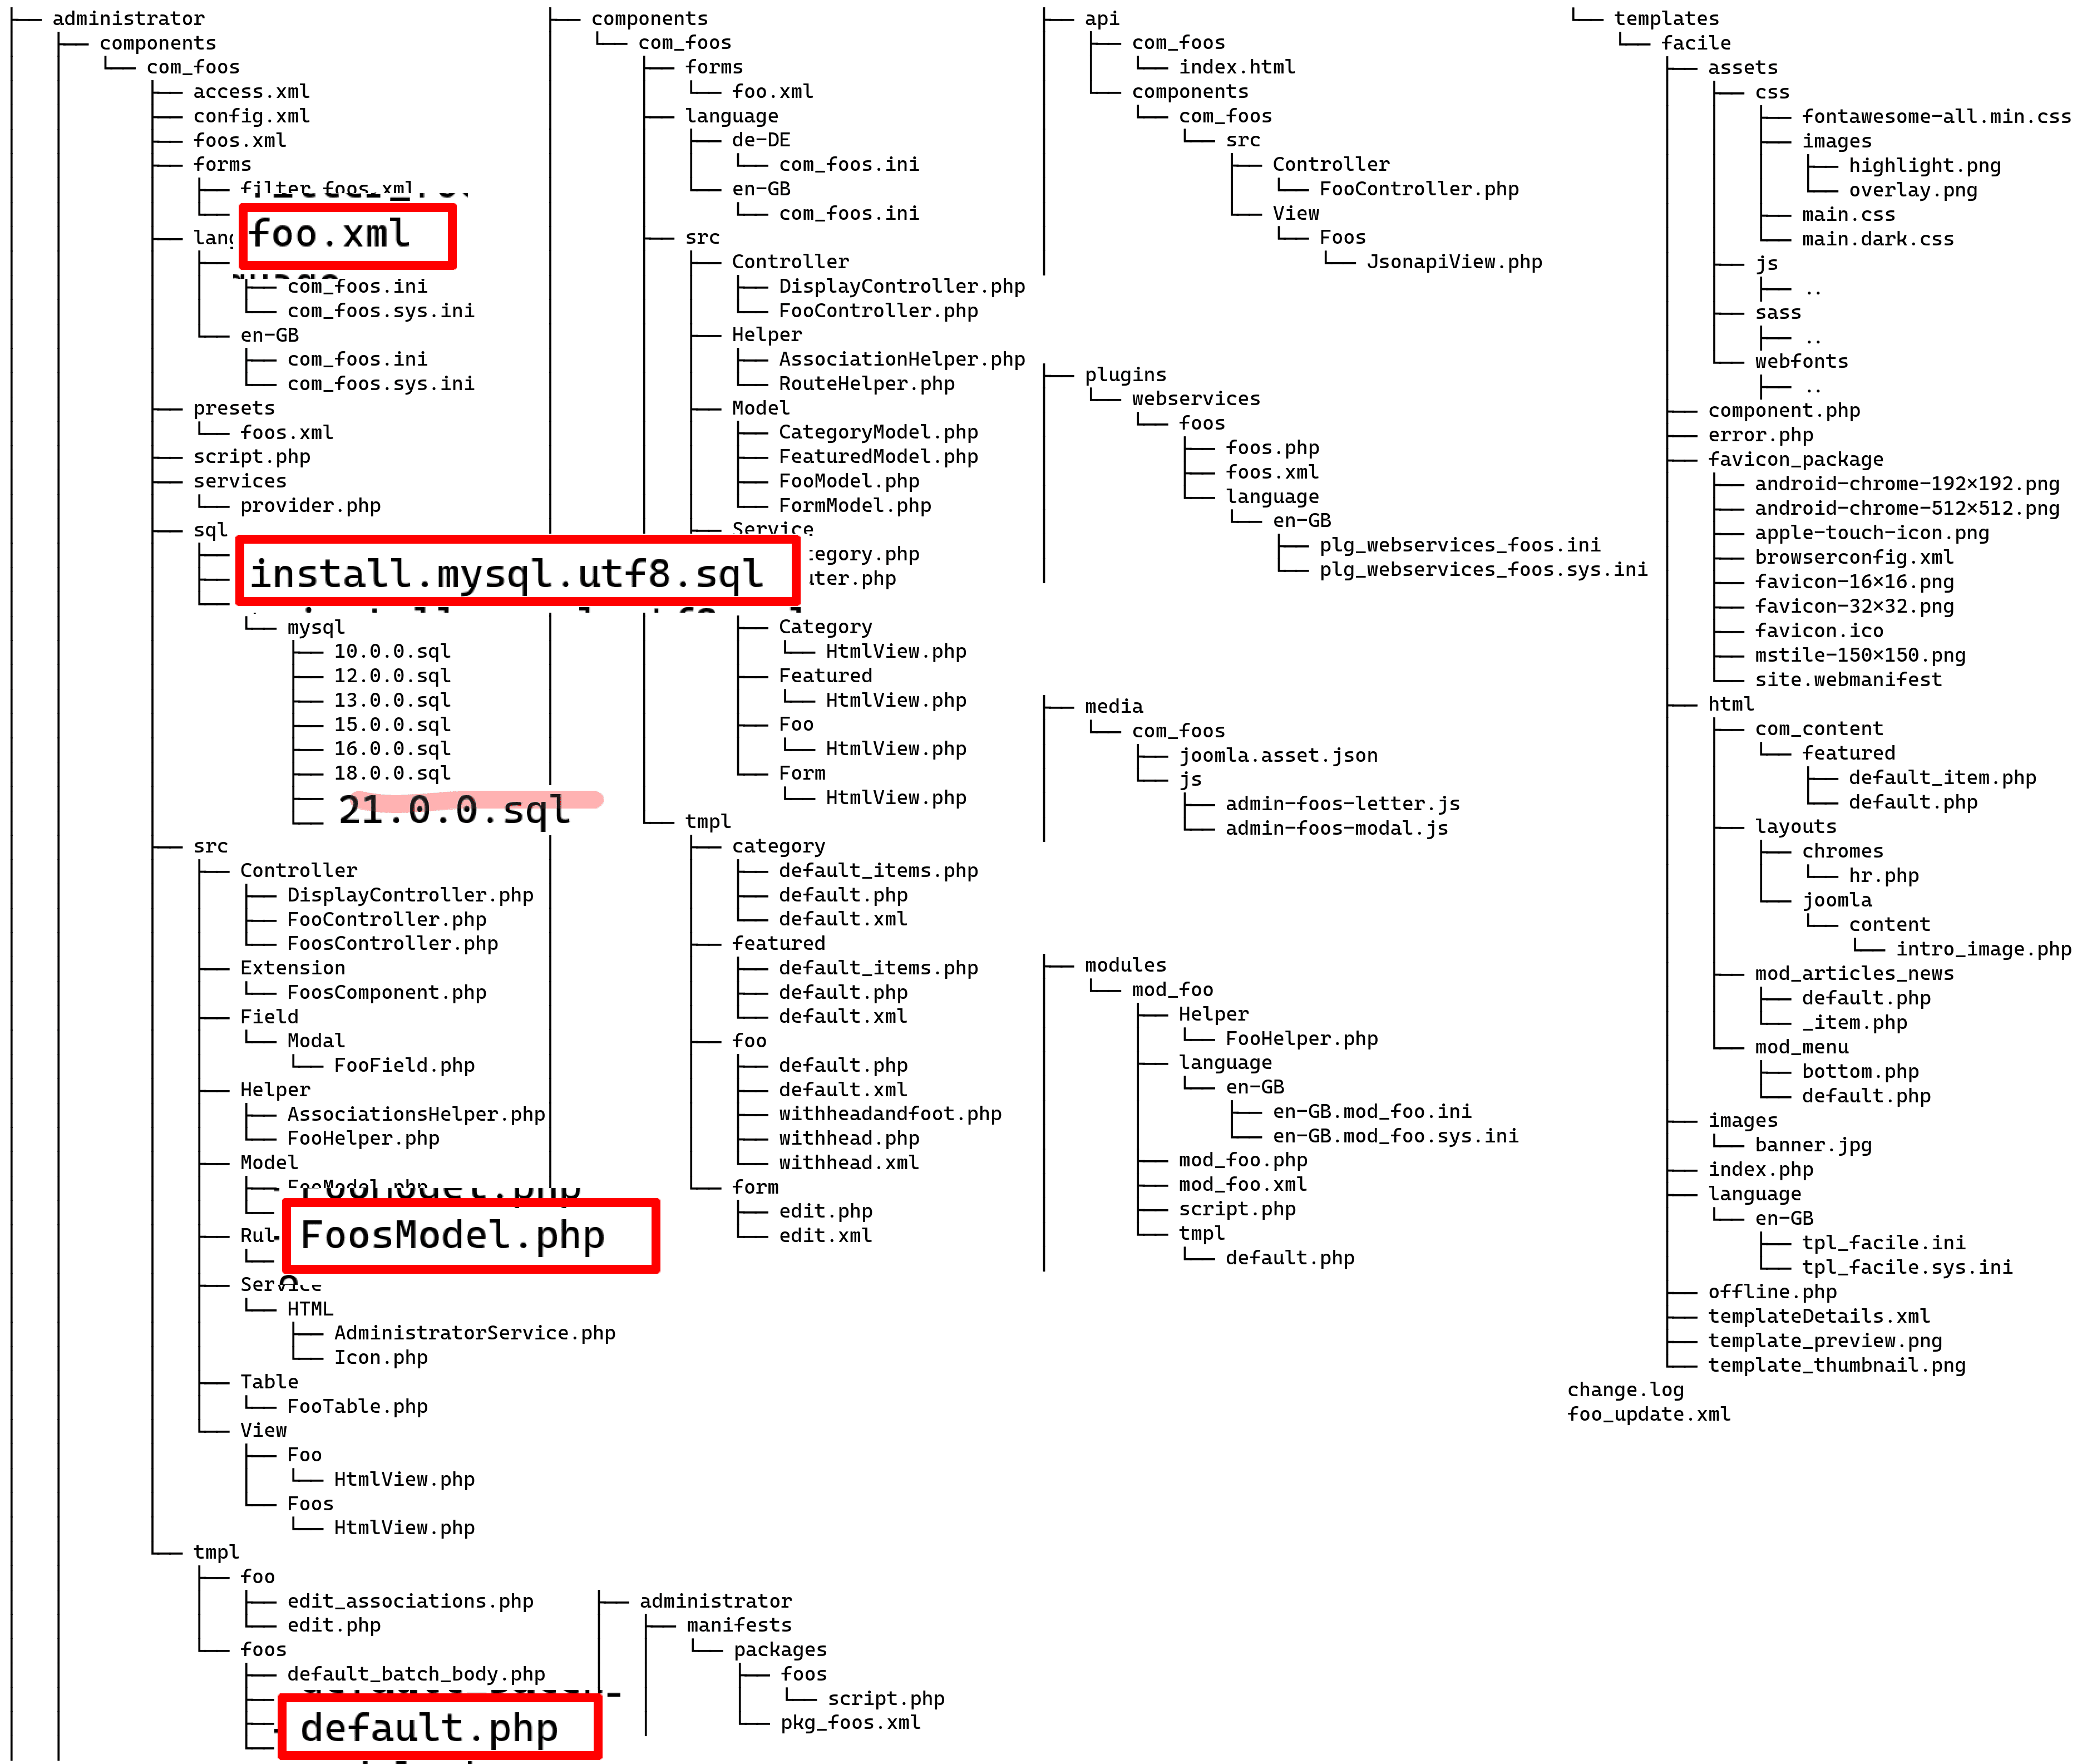 administrator
components
com_foos
access.xml
config.xml
foos.xml
forms
filter_foos.xml
foo.xml
com_foos.ini
com_foos.sys.ini
en-GB
com_foos.ini
com_foos.sys.ini
presets
foos.xml
script.php
services
provider.php
sql
install.mysql.utf8.sql
mysql
10.0.0.sql
12.0.0.sql
13.0.0.sql
15.0.0.sql
16.0.0.sql
18.0.0.sql
21.0.0.sql
src
Controller
DisplayController.php
FooController.php
FoosController.php
Extension
FoosComponent.php
Field
Modal
FooField.php
Helper
AssociationsHelper.php
FooHelper.php
Model
FooModel.php
FoosModel.php
Service
HTML
AdministratorService.php
Icon.php
Table
FooTable.php
View
Foo
HtmlView.php
Foos
HtmlView.php
tmpl
foo
edit_associations.php
edit.php
foos
default_batch_body.php
default.php
components
com_foos
forms
foo.xml
language
de-DE
com_foos.ini
en-GB
com_foos.ini
src
Controller
DisplayController.php
FooController.php
Helper
AssociationHelper.php
RouteHelper.php
Model
CategoryModel.php
FeaturedModel.php
FooModel.php
FormModel.php
Service
tegory.php
uter.php
Category
HtmlView.php
Featured
HtmlView.php
Foo
HtmlView.php
Form
HtmlView.php
tmpl
category
default_items.php
default.php
default.xml
featured
default_items.php
default.php
default.xml
foo
default.php
default.xml
withheadandfoot.php
withhead.php
withhead.xml
form
edit.php
edit.xml
administrator
manifests
packages
foos
script.php
pkg_foos.xml
api
com_foos
index.html
components
com_foos
src
Controller
FooController.php
View
Foos
JsonapiView.php
plugins
webservices
foos
foos.php
foos.xml
language
en-GB
plg_webservices_foos.ini
plg_webservices_foos.sys.ini
media
com_foos
joomla.asset.json
js
admin-foos-letter.js
admin-foos-modal.js
modules
mod_foo
Helper
FooHelper.php
language
en-GB
en-GB.mod_foo.ini
en-GB.mod_foo.sys.ini
mod_foo.php
mod_foo.xml
script.php
tmpl
default.php
templates
facile
assets
css
fontawesome-all.min.css
images
highlight.png
overlay.png
main.css
main.dark.css
js
..
sass
..
webfonts
..
component.php
error.php
favicon_package
android-chrome-192×192.png
android-chrome-512×512.png
apple-touch-icon.png
browserconfig.xml
favicon-16×16.png
favicon-32×32.png
favicon.ico
mstile-150×150.png
site.webmanifest
html
com_content
featured
default_item.php
default.php
layouts
chromes
hr.php
joomla
content
intro_image.php
mod_articles_news
default.php
_item.php
mod_menu
bottom.php
default.php
images
banner.jpg
index.php
language
en-GB
tpl_facile.ini
tpl_facile.sys.ini
offline.php
templateDetails.xml
template_preview.png
template_thumbnail.png
change.log
foo_update.xml